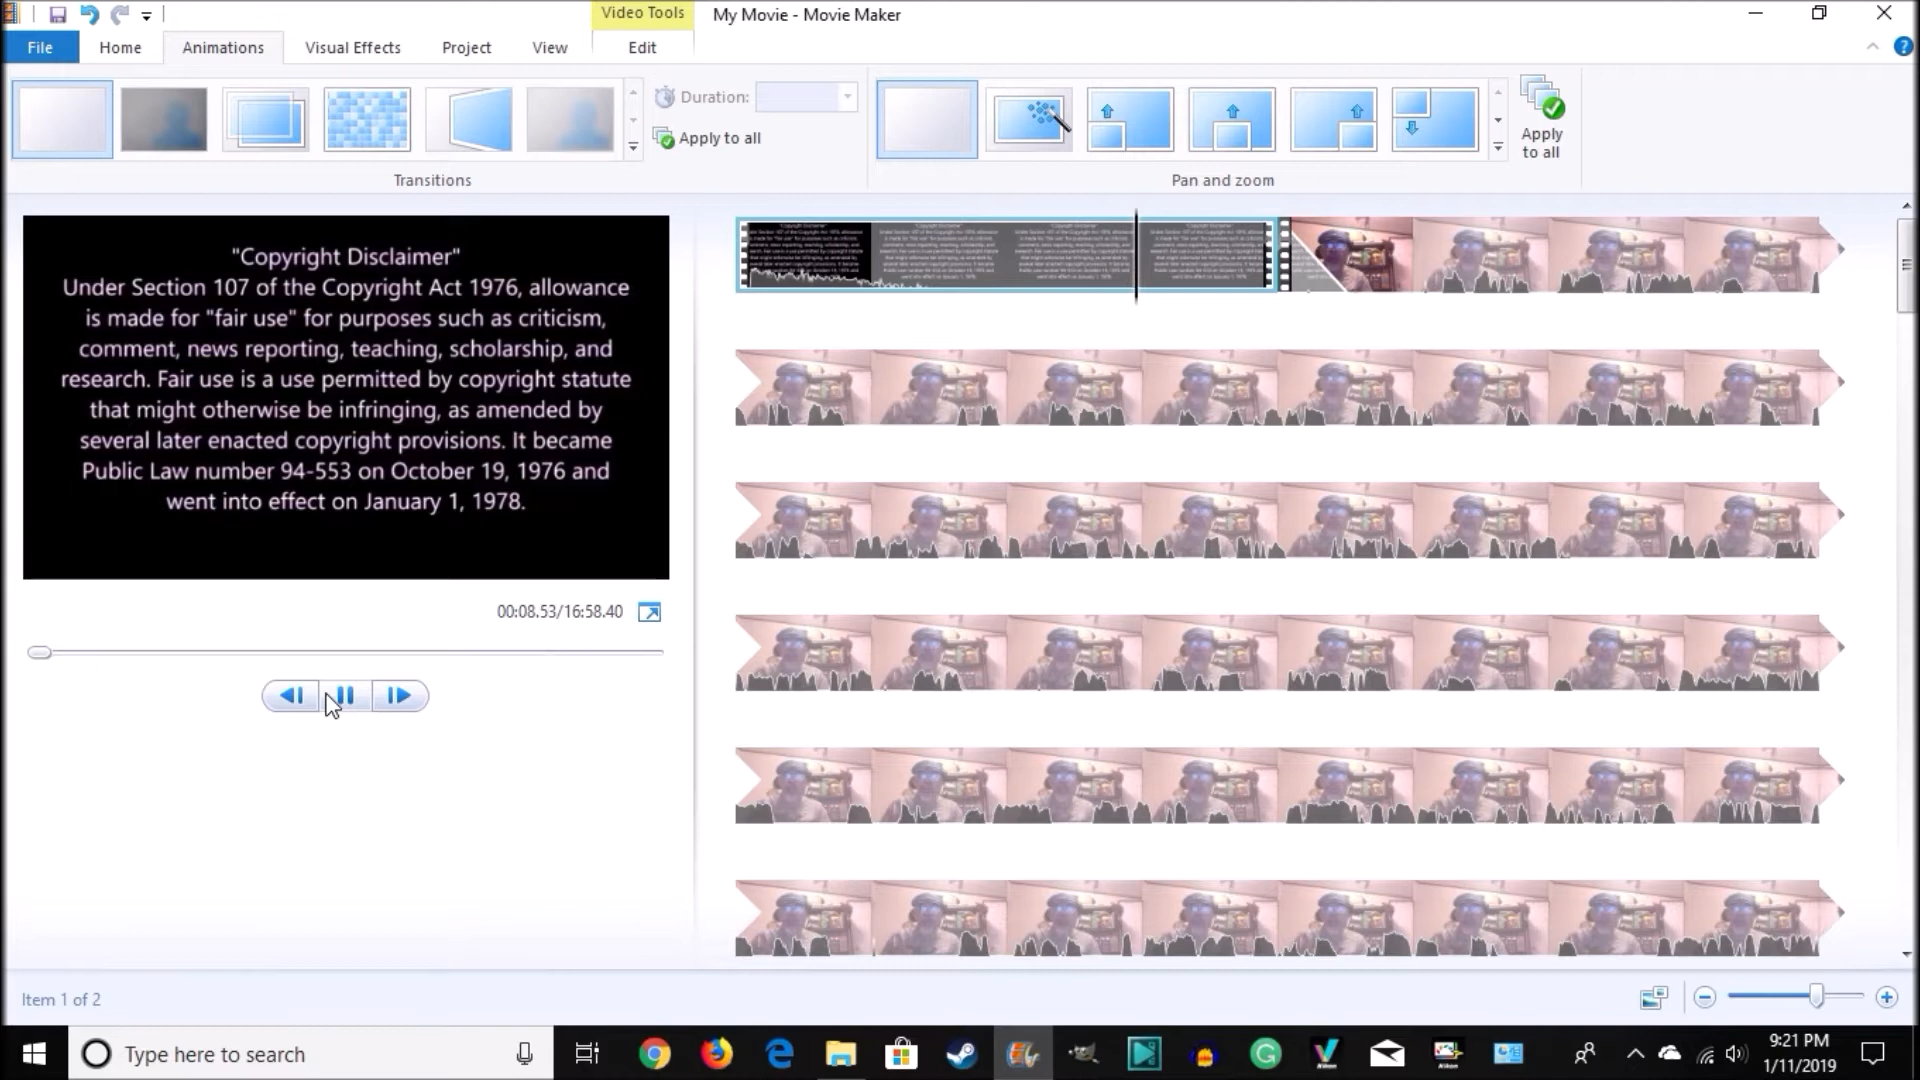 Video Tools
My Movie - Movie Maker
File
Home
Animations
Visual Effects
Project
View
Edit
Duration:
Apply to all
Apply
to all
Transitions
Pan and zoom
"Copyright Disclaimer"
Under Section 107 of the Copyright Act 1976, allowance
is made for "fair use" for purposes such as criticism,
comment, news reporting, teaching, scholarship, and
research. Fair use is a use permitted by copyright statute
that might otherwise be infringing, as amended by
several later enacted copyright provisions. It became
Public Law number 94-553 on October 19, 1976 and
went into effect on January 1, 1978.
00:08.53/16:58.40
Item 1 of 2
Type here to search
9:21 PM
1/11/2019